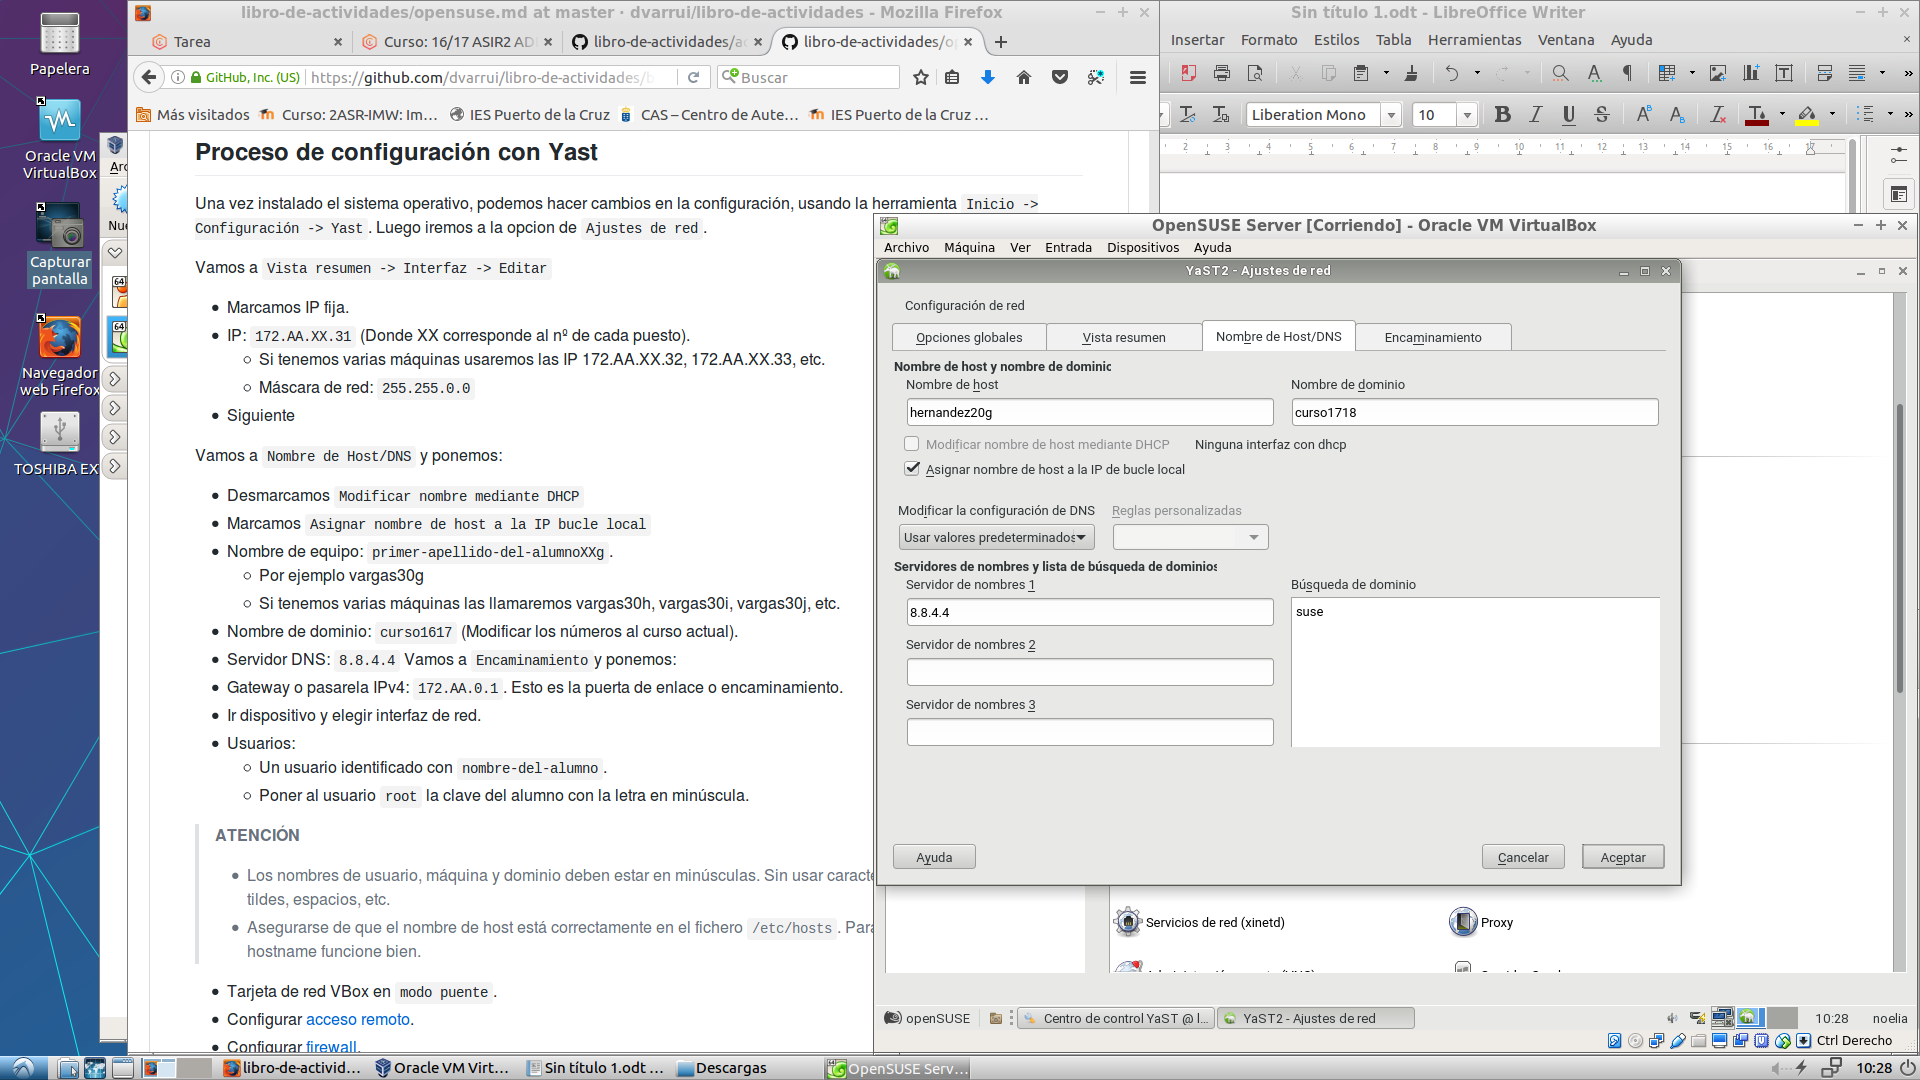 Papelera
Oracle VM
VirtualBox
Capturar
pantalla
Navegador
web Firefox
TOSHIBA EX
libro-de-actividades/opensuse.md at master · dvarrui/libro-de-actividades - Mozilla Firefox
Tarea
Curso: 16/17 ASIR2 AD
libro-de-actividades/ac
libro-de-actividades/op
GitHub, Inc. (US)
https://github.com/dvarrui/libro-de-actividades/b
Buscar
Más visitados
Curso: 2ASR-IMW: Im...
IES Puerto de la Cruz
CAS – Centro de Aute...
IES Puerto de la Cruz ...
Proceso de configuración con Yast
Una vez instalado el sistema operativo, podemos hacer cambios en la configuración, usando la herramienta Inicio ->
Configuración -> Yast . Luego iremos a la opcion de Ajustes de red .
Vamos a Vista resumen -> Interfaz -> Editar
Marcamos IP fija.
IP: 172.AA.XX.31 (Donde XX corresponde al nº de cada puesto).
Si tenemos varias máquinas usaremos las IP 172.AA.XX.32, 172.AA.XX.33, etc.
Máscara de red: 255.255.0.0
Siguiente
Vamos a Nombre de Host/DNS y ponemos:
Desmarcamos Modificar nombre mediante DHCP
Marcamos Asignar nombre de host a la IP bucle local
Nombre de equipo: primer-apellido-del-alumnoXXg .
Por ejemplo vargas30g
Si tenemos varias máquinas las llamaremos vargas30h, vargas30i, vargas30j, etc.
Nombre de dominio: curso1617 (Modificar los números al curso actual).
Servidor DNS: 8.8.4.4 Vamos a Encaminamiento y ponemos:
Gateway o pasarela IPv4: 172.AA.0.1 . Esto es la puerta de enlace o encaminamiento.
Ir dispositivo y elegir interfaz de red.
Usuarios:
Un usuario identificado con nombre-del-alumno .
Poner al usuario root la clave del alumno con la letra en minúscula.
ATENCIÓN
Los nombres de usuario, máquina y dominio deben estar en minúsculas. Sin usar caracte
tildes, espacios, etc.
Asegurarse de que el nombre de host está correctamente en el fichero /etc/hosts . Para
hostname funcione bien.
Tarjeta de red VBox en modo puente .
Configurar acceso remoto.
Configurar firewall.
Arc
Nue
64
64
Sin título 1.odt - LibreOffice Writer
Insertar Formato Estilos Tabla Herramientas Ventana Ayuda
Liberation Mono
10
2 3 4 5 6 7 8 9 10 11 12 13 14 15 16 17
OpenSUSE Server [Corriendo] - Oracle VM VirtualBox
Archivo Máquina Ver Entrada Dispositivos Ayuda
YaST2 - Ajustes de red
Configuración de red
Opciones globales
Vista resumen
Nombre de Host/DNS
Encaminamiento
Nombre de host y nombre de dominic
Nombre de host
Nombre de dominio
hernandez20g
curso1718
Modificar nombre de host mediante DHCP
Ninguna interfaz con dhcp
Asignar nombre de host a la IP de bucle local
Modificar la configuración de DNS
Reglas personalizadas
Usar valores predeterminados
Servidores de nombres y lista de búsqueda de dominios
Servidor de nombres 1
Búsqueda de dominio
8.8.4.4
suse
Servidor de nombres 2
Servidor de nombres 3
Ayuda
Cancelar
Aceptar
Servicios de red (xinetd)
Proxy
openSUSE
Centro de control YaST @ l...
YaST2 - Ajustes de red
10:28
noelia
Ctrl Derecho
libro-de-activid...
Oracle VM Virt...
Sin título 1.odt ...
Descargas
OpenSUSE Serv...
10:28